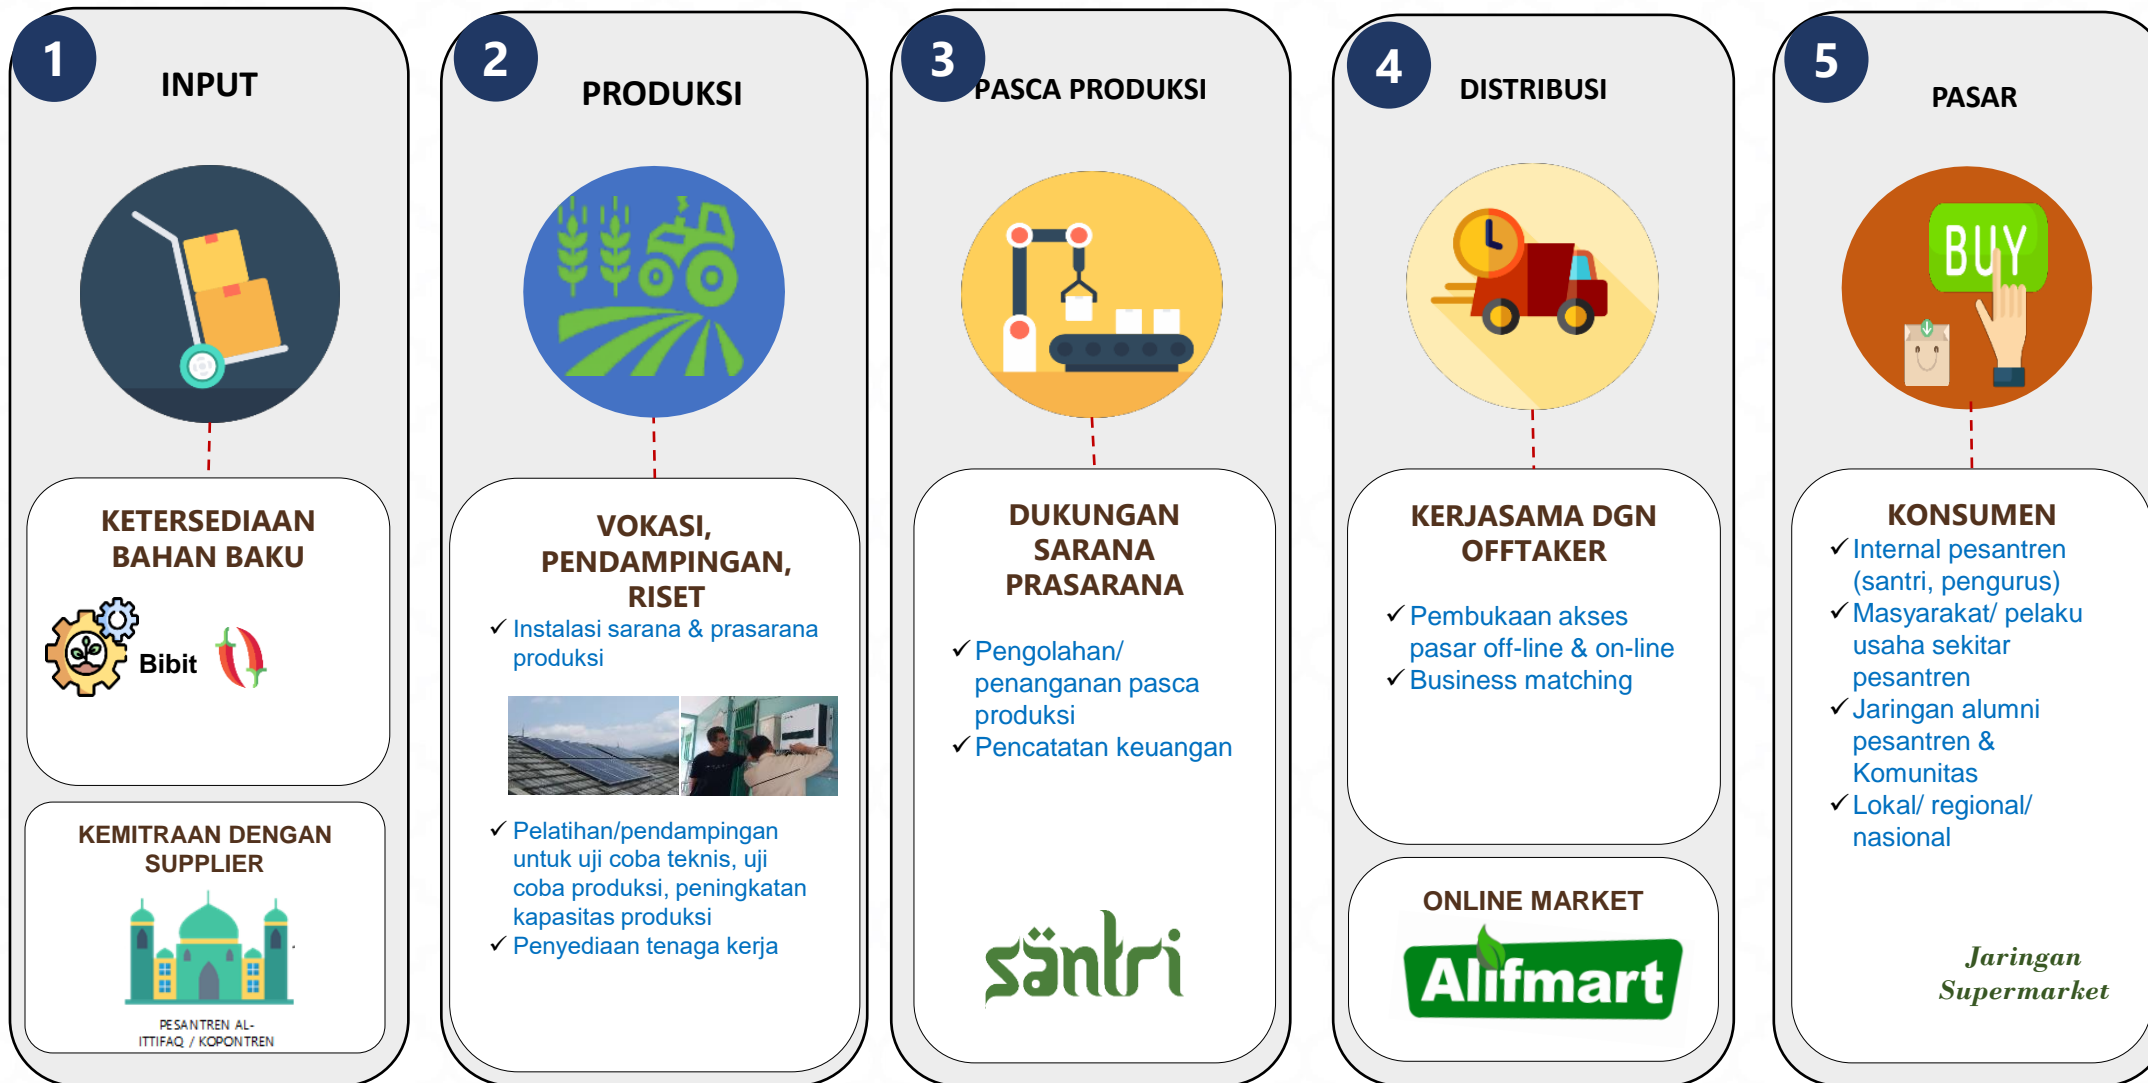 1
INPUT
KETERSEDIAAN
BAHAN BAKU
Bibit
KEMITRAAN DENGAN
SUPPLIER
PESANTREN AL-
ITTIFAQ / KOPONTREN
2
PRODUKSI
VOKASI,
PENDAMPINGAN,
RISET
✓ Instalasi sarana & prasarana
produksi
✓ Pelatihan/pendampingan
untuk uji coba teknis, uji
coba produksi, peningkatan
kapasitas produksi
✓ Penyediaan tenaga kerja
3
PASCA PRODUKSI
DUKUNGAN
SARANA
PRASARANA
✓ Pengolahan/
penanganan pasca
produksi
✓ Pencatatan keuangan
säntri
4
DISTRIBUSI
KERJASAMA DGN
OFFTAKER
✓ Pembukaan akses
pasar off-line & on-line
✓ Business matching
ONLINE MARKET
Alifmart
5
PASAR
BUY
KONSUMEN
✓ Internal pesantren
(santri, pengurus)
✓ Masyarakat/ pelaku
usaha sekitar
pesantren
✓ Jaringan alumni
pesantren &
Komunitas
✓ Lokal/ regional/
nasional
Jaringan
Supermarket